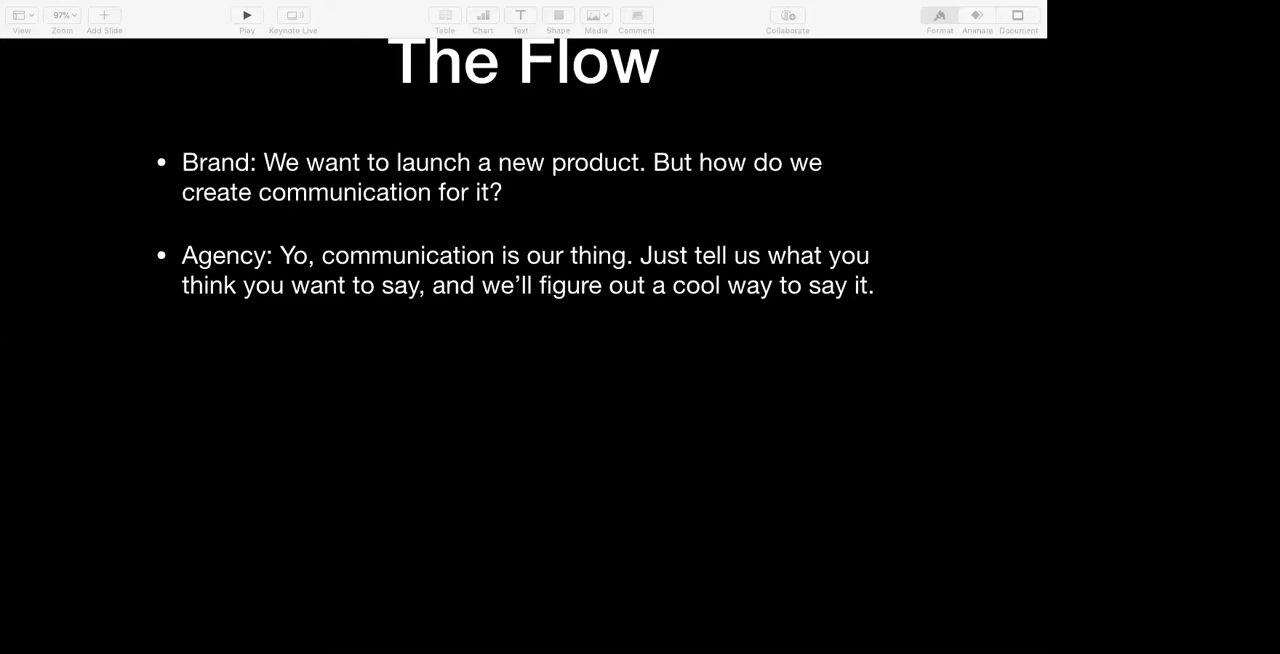 97%
View Zoom Add Slide Play Keynote Live Table Chart Text Shape Media Comment Collaborate Format Animate Document
The Flow
• Brand: We want to launch a new product. But how do we
create communication for it?
• Agency: Yo, communication is our thing. Just tell us what you
think you want to say, and we’ll figure out a cool way to say it.